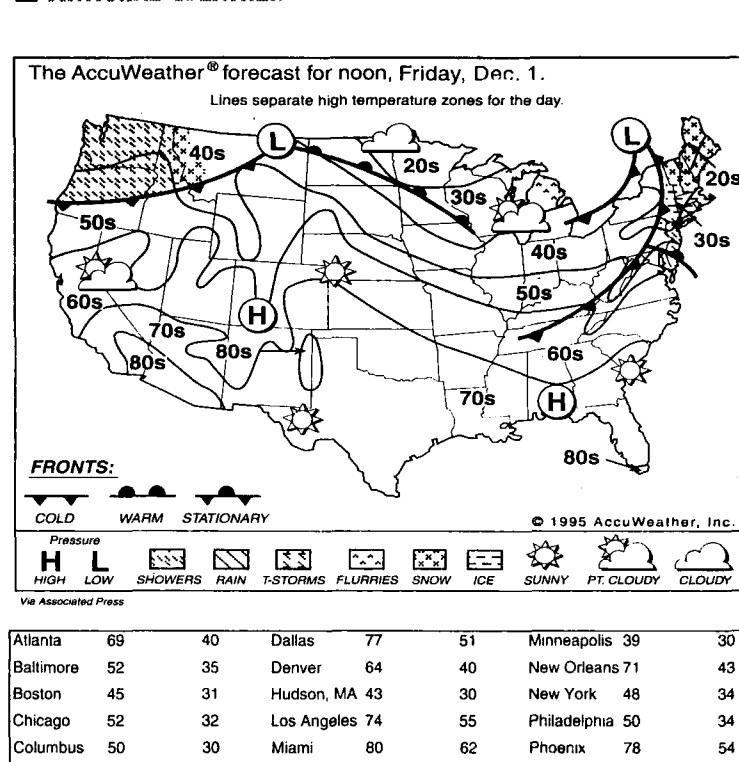 The AccuWeather® forecast for noon, Friday, Dec. 1.
Lines separate high temperature zones for the day.
L
L
40s
20s
20s
30s
50s
30s
40s
60s
50s
H
70s
80s
80s
60s
70s
H
80s
FRONTS:
COLD WARM STATIONARY
© 1995 AccuWeather, Inc.
Pressure
H L
HIGH LOW SHOWERS RAIN T-STORMS FLURRIES SNOW ICE SUNNY PT. CLOUDY CLOUDY
Via Associated Press
Atlanta 69 40 Dallas 77 51 Minneapolis 39 30
Baltimore 52 35 Denver 64 40 New Orleans 71 43
Boston 45 31 Hudson, MA 43 30 New York 48 34
Chicago 52 32 Los Angeles 74 55 Philadelphia 50 34
Columbus 50 30 Miami 80 62 Phoenix 78 54